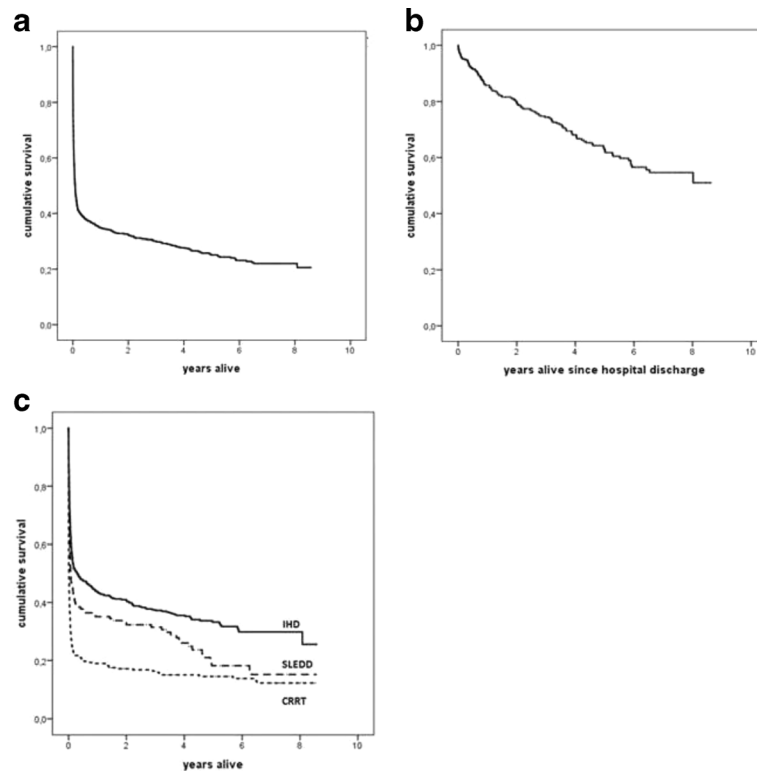 a
cumulative survival
1,0
0,8
0,6
0,4
0,2
0,0
0 2 4 6 8 10
years alive
b
cumulative survival
1,0
0,8
0,6
0,4
0,2
0,0
0 2 4 6 8 10
years alive since hospital discharge
c
cumulative survival
1,0
0,8
0,6
0,4
0,2
0,0
IHD
SLEDD
CRRT
0 2 4 6 8 10
years alive